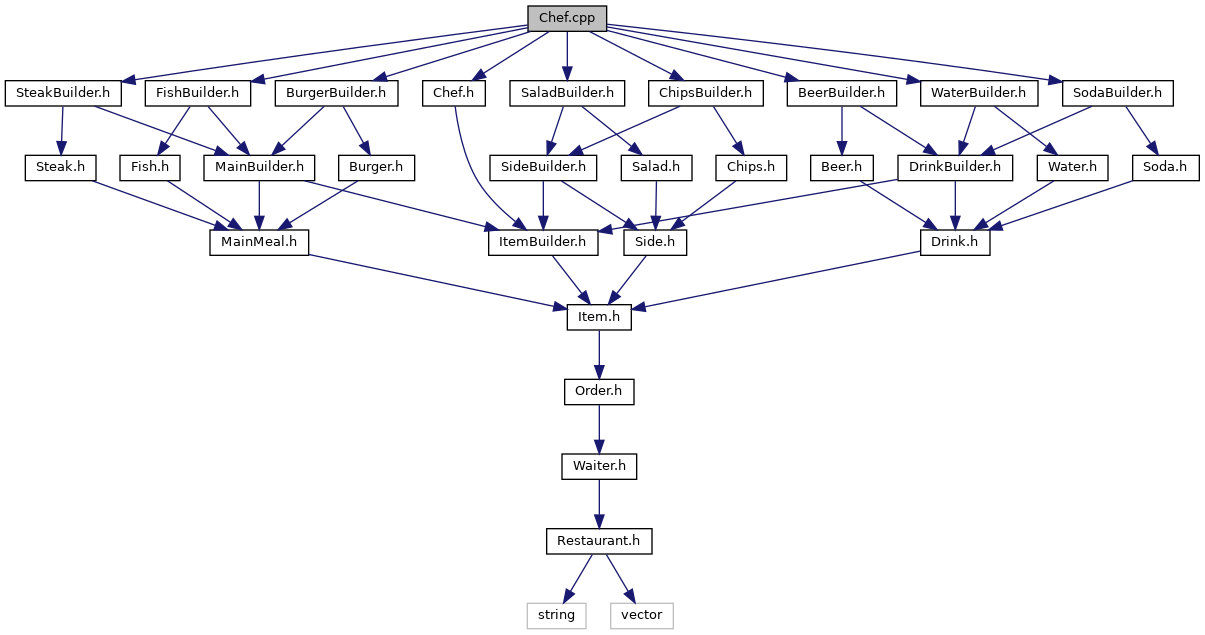 Chef.cpp
SteakBuilder.h FishBuilder.h BurgerBuilder.h Chef.h SaladBuilder.h ChipsBuilder.h BeerBuilder.h WaterBuilder.h SodaBuilder.h
Steak.h Fish.h MainBuilder.h Burger.h SideBuilder.h Salad.h Chips.h Beer.h DrinkBuilder.h Water.h Soda.h
MainMeal.h ItemBuilder.h Side.h Drink.h
Item.h
Order.h
Waiter.h
Restaurant.h
string vector